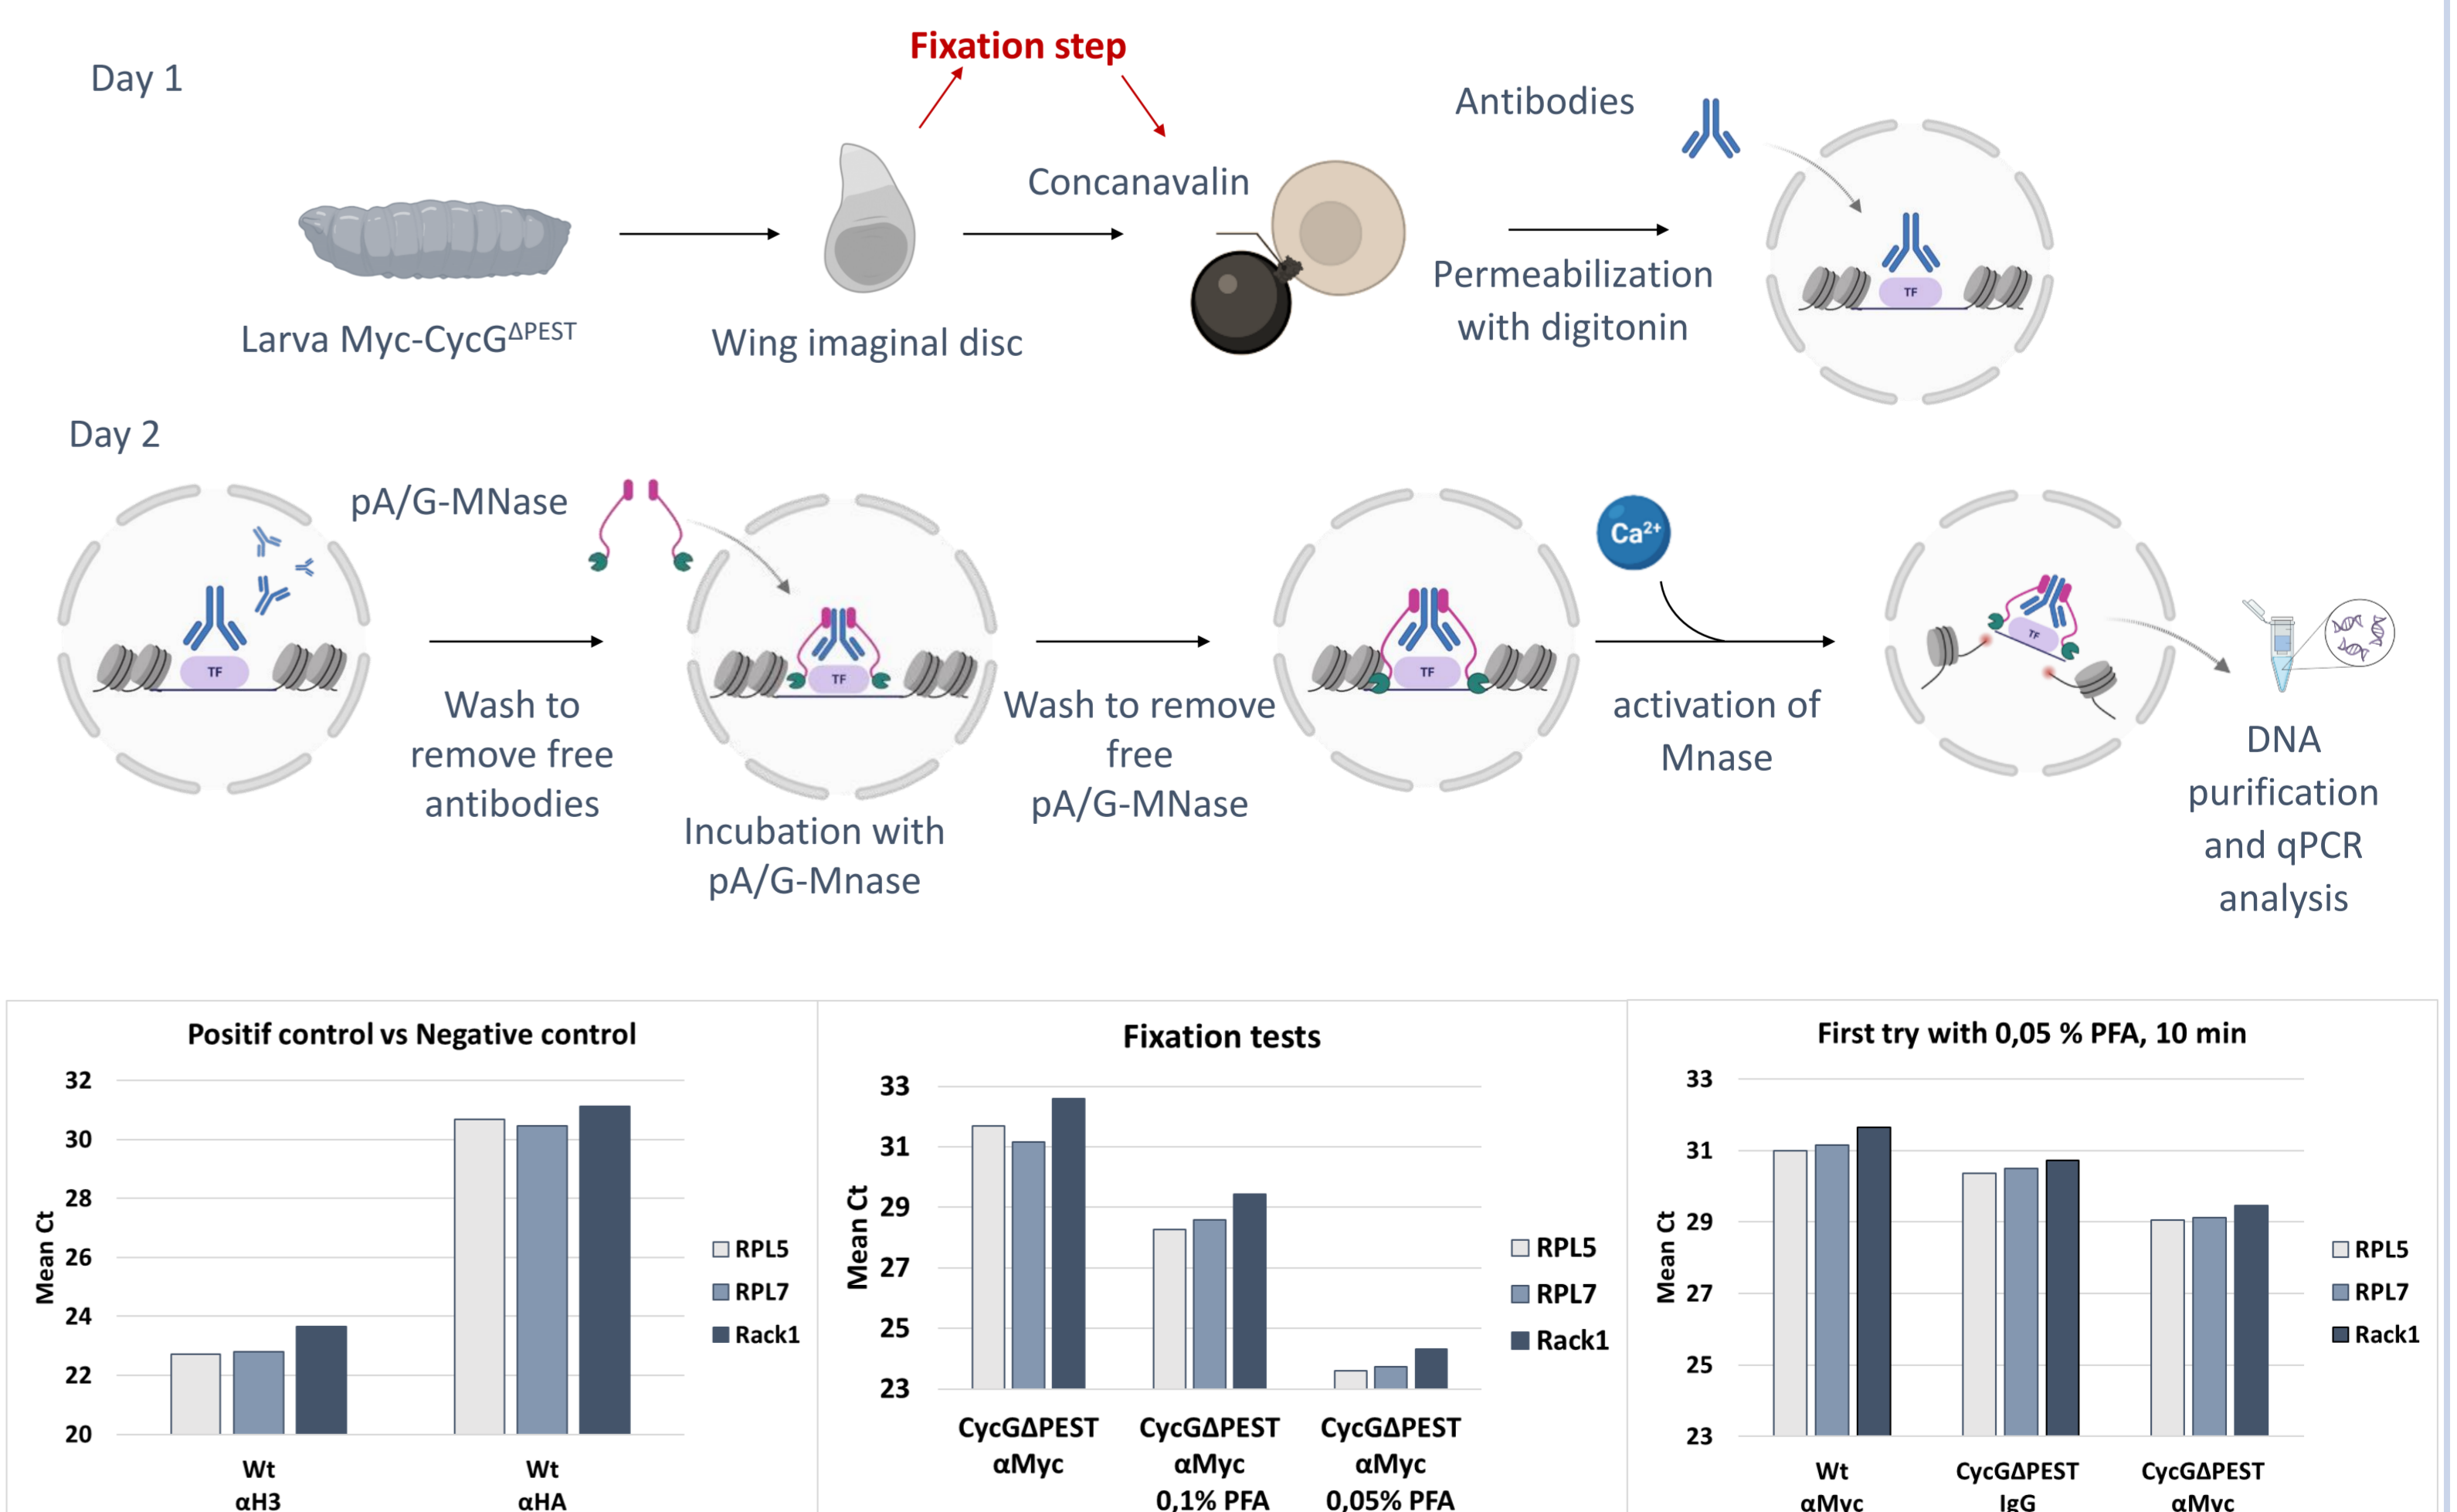 Day 1
Fixation step
Antibodies
Concanavalin
TF
Permeabilization
with digitonin
Larva Myc-CycG^ΔPEST
Wing imaginal disc
Day 2
pA/G-MNase
Ca²⁺
TF
TF
TF
TF
Wash to
remove free
antibodies
Incubation with
pA/G-Mnase
Wash to remove
free
pA/G-MNase
activation of
Mnase
DNA
purification
and qPCR
analysis
Positif control vs Negative control
Mean Ct
32
30
28
26
24
22
20
RPL5
RPL7
Rack1
Wt
αH3
Wt
αHA
Fixation tests
Mean Ct
33
31
29
27
25
23
RPL5
RPL7
Rack1
CycGΔPEST
αMyc
CycGΔPEST
αMyc
0,1% PFA
CycGΔPEST
αMyc
0,05% PFA
First try with 0,05 % PFA, 10 min
Mean Ct
33
31
29
27
25
23
RPL5
RPL7
Rack1
Wt
αMyc
CycGΔPEST
IgG
CycGΔPEST
αMyc